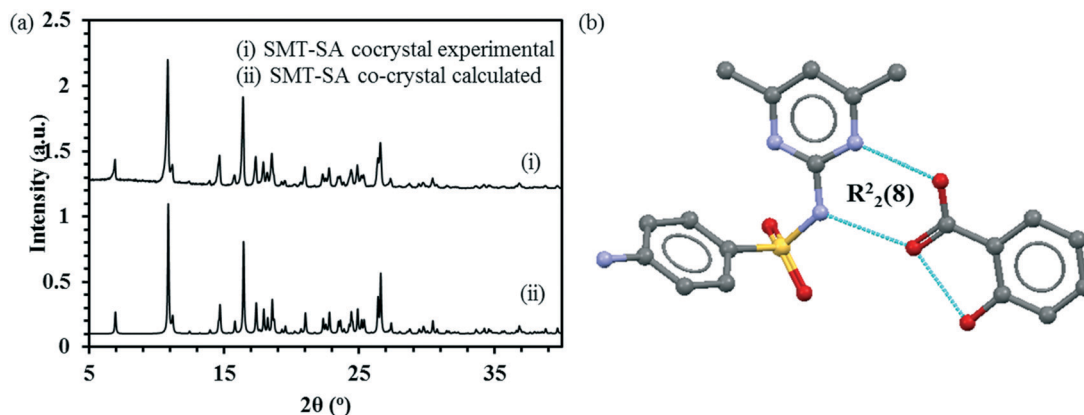 (a)
2.5
2
1.5
1
0.5
0
Intensity (a.u.)
(i) SMT-SA cocrystal experimental
(ii) SMT-SA co-crystal calculated
(i)
(ii)
5 15 25 35
2θ (º)
(b)
R²₂(8)